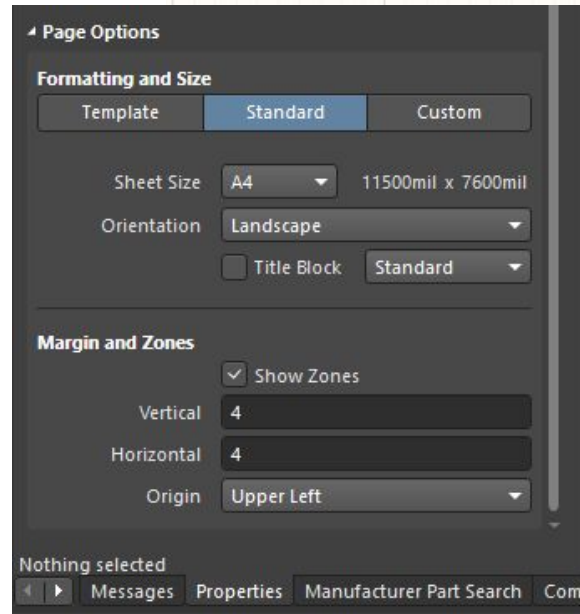 Page Options
Formatting and Size
Template Standard Custom
Sheet Size A4 11500mil x 7600mil
Orientation Landscape
Title Block Standard
Margin and Zones
Show Zones
Vertical 4
Horizontal 4
Origin Upper Left
Nothing selected
Messages Properties Manufacturer Part Search Com